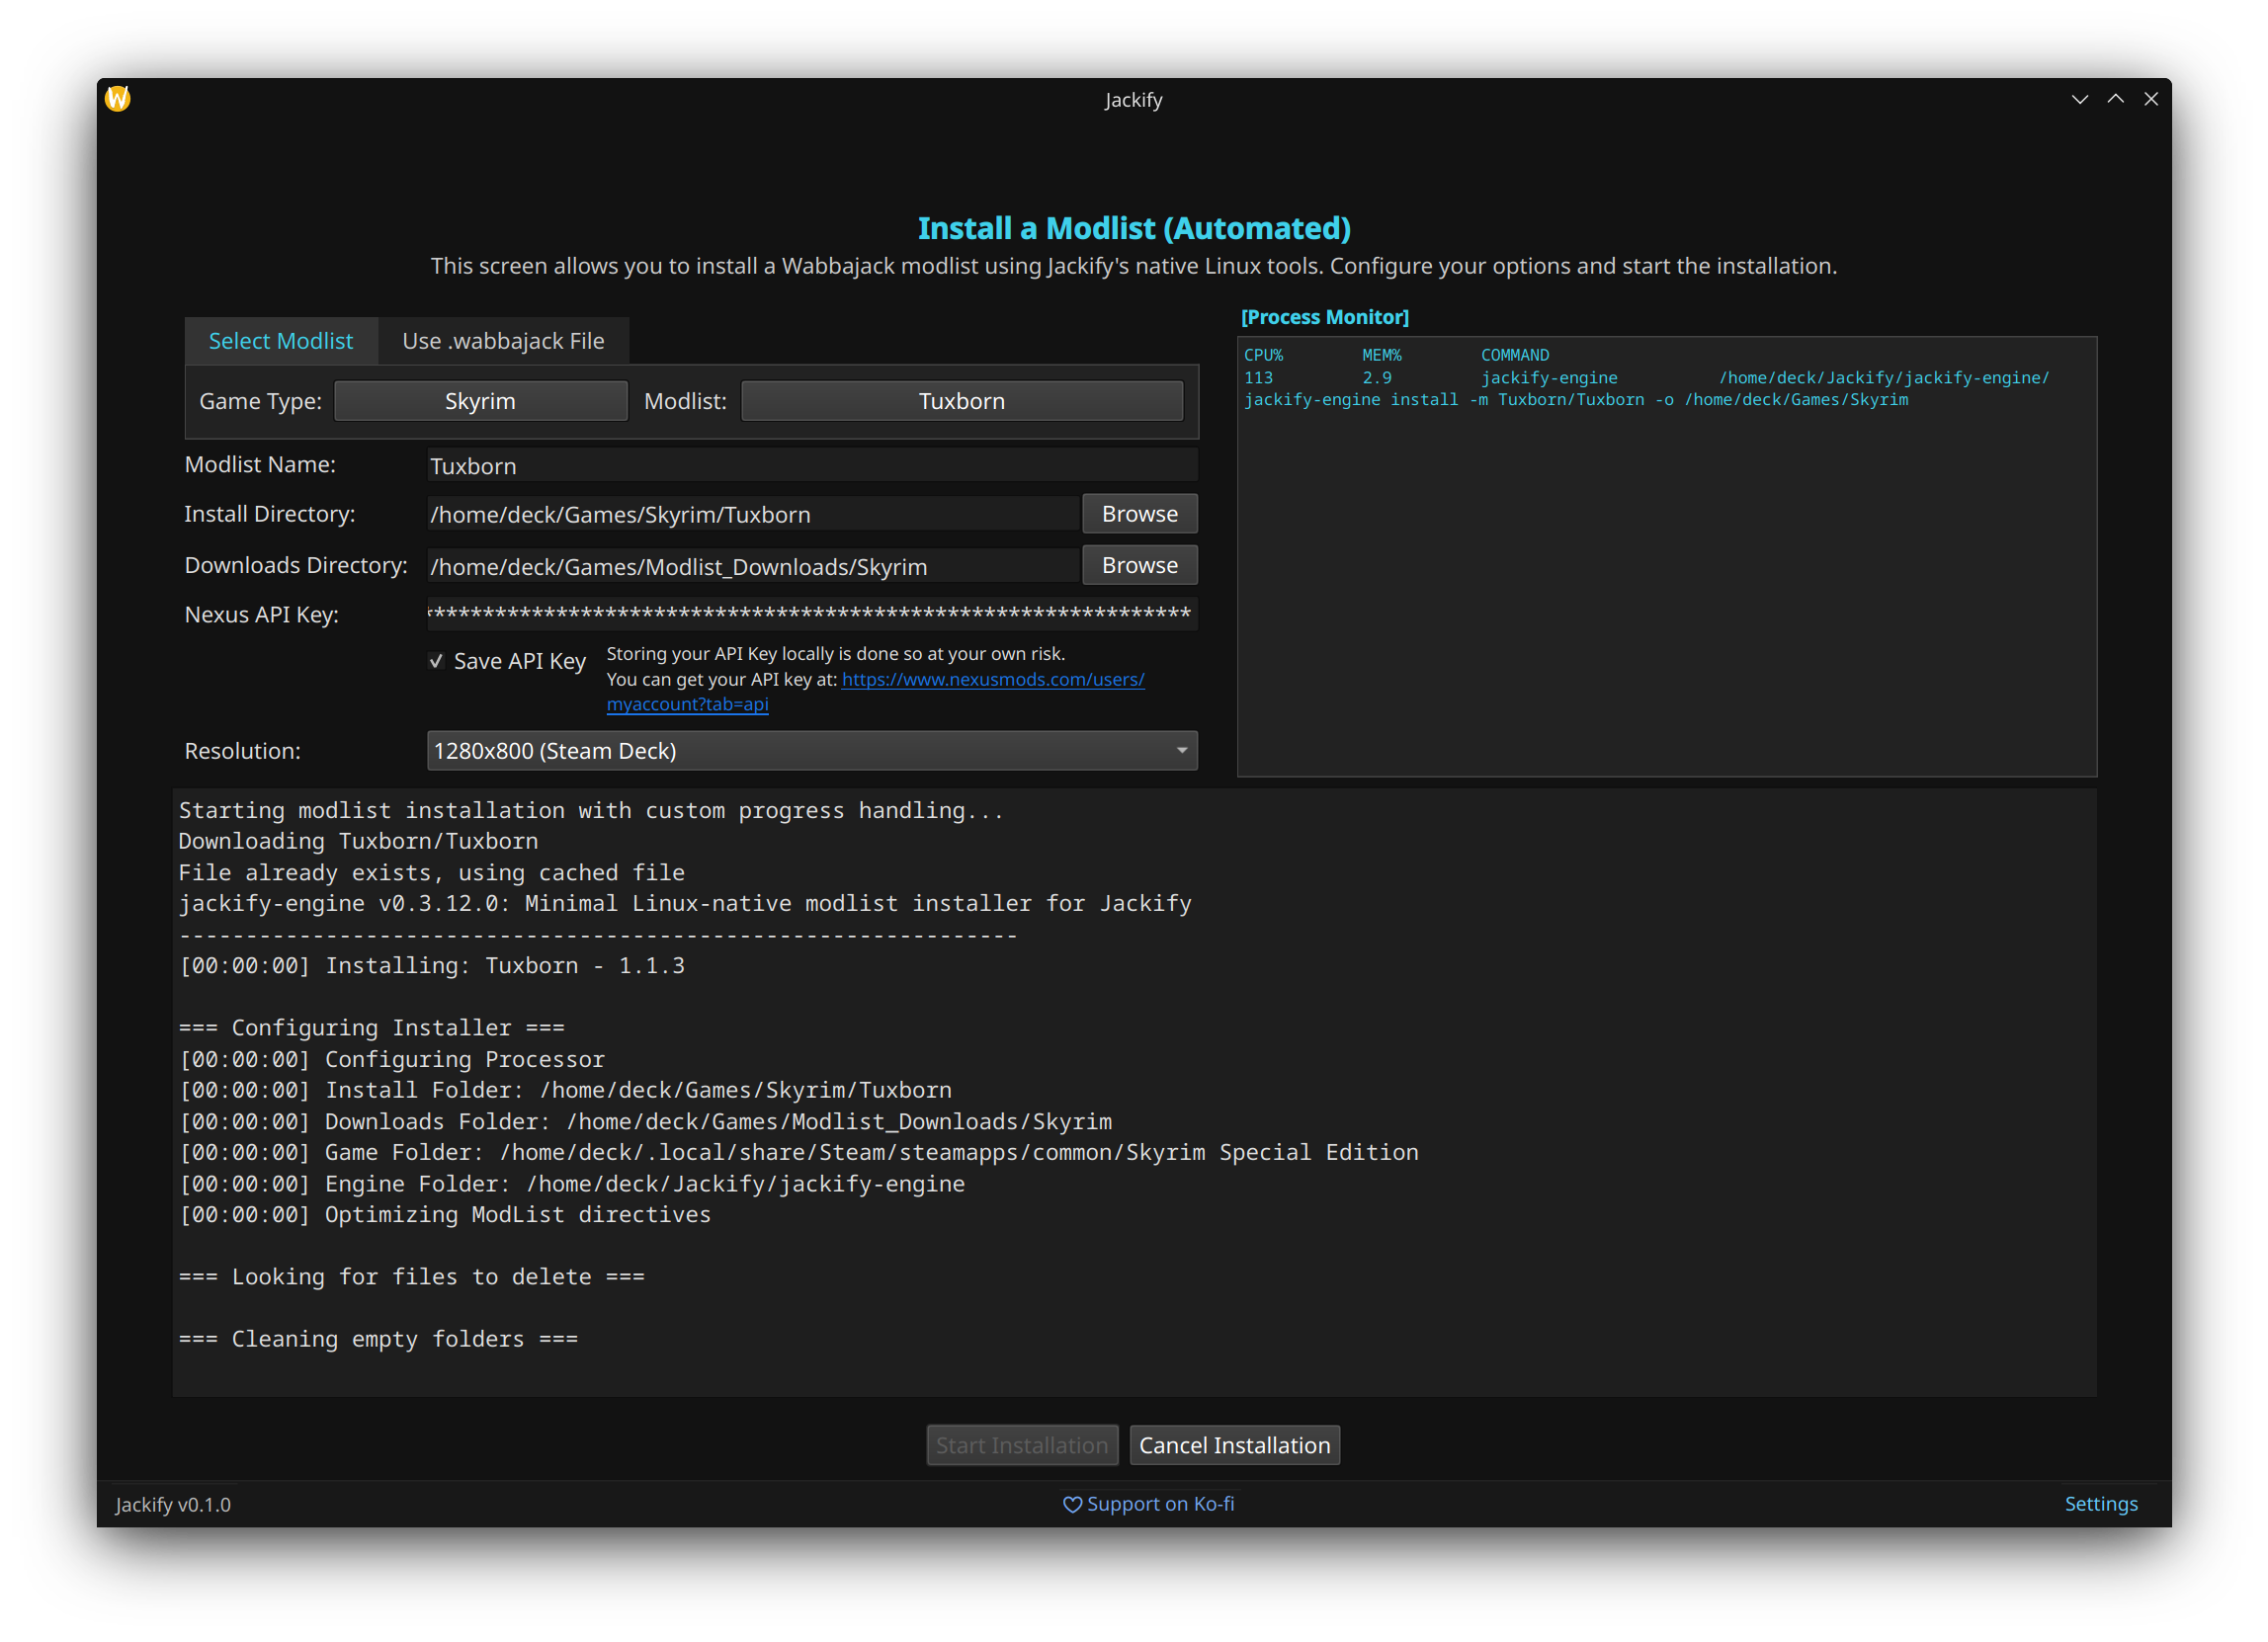 Jackify
Install a Modlist (Automated)
This screen allows you to install a Wabbajack modlist using Jackify's native Linux tools. Configure your options and start the installation.
Select Modlist
Use .wabbajack File
Game Type:
Skyrim
Modlist:
Tuxborn
Modlist Name:
Tuxborn
Install Directory:
/home/deck/Games/Skyrim/Tuxborn
Browse
Downloads Directory:
/home/deck/Games/Modlist_Downloads/Skyrim
Browse
Nexus API Key:
**************************************************************
Save API Key
Storing your API Key locally is done so at your own risk.
You can get your API key at: https://www.nexusmods.com/users/
myaccount?tab=api
Resolution:
1280x800 (Steam Deck)
[Process Monitor]
CPU% MEM% COMMAND
113 2.9 jackify-engine /home/deck/Jackify/jackify-engine/
jackify-engine install -m Tuxborn/Tuxborn -o /home/deck/Games/Skyrim
Starting modlist installation with custom progress handling...
Downloading Tuxborn/Tuxborn
File already exists, using cached file
jackify-engine v0.3.12.0: Minimal Linux-native modlist installer for Jackify
---------------------------------------------------------------
[00:00:00] Installing: Tuxborn - 1.1.3
=== Configuring Installer ===
[00:00:00] Configuring Processor
[00:00:00] Install Folder: /home/deck/Games/Skyrim/Tuxborn
[00:00:00] Downloads Folder: /home/deck/Games/Modlist_Downloads/Skyrim
[00:00:00] Game Folder: /home/deck/.local/share/Steam/steamapps/common/Skyrim Special Edition
[00:00:00] Engine Folder: /home/deck/Jackify/jackify-engine
[00:00:00] Optimizing ModList directives
=== Looking for files to delete ===
=== Cleaning empty folders ===
Start Installation
Cancel Installation
Jackify v0.1.0
Support on Ko-fi
Settings